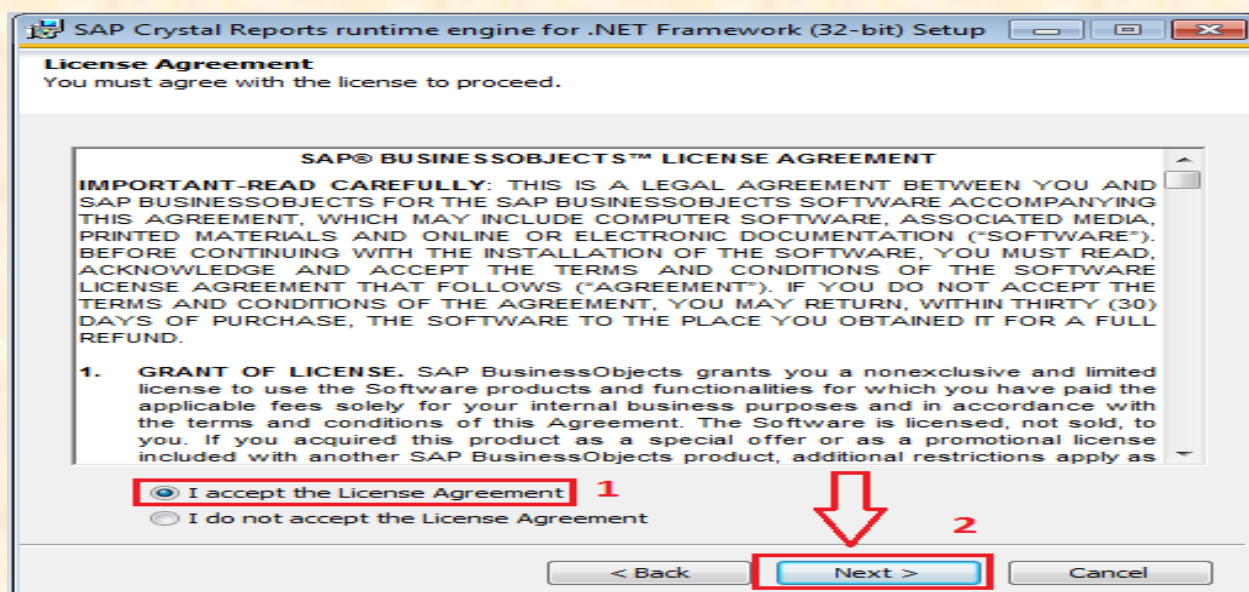 SAP Crystal Reports runtime engine for .NET Framework (32-bit) Setup
License Agreement
You must agree with the license to proceed.
SAP® BUSINESSOBJECTS™ LICENSE AGREEMENT
IMPORTANT-READ CAREFULLY: THIS IS A LEGAL AGREEMENT BETWEEN YOU AND
SAP BUSINESSOBJECTS FOR THE SAP BUSINESSOBJECTS SOFTWARE ACCOMPANYING
THIS AGREEMENT, WHICH MAY INCLUDE COMPUTER SOFTWARE, ASSOCIATED MEDIA,
PRINTED MATERIALS AND ONLINE OR ELECTRONIC DOCUMENTATION (“SOFTWARE”).
BEFORE CONTINUING WITH THE INSTALLATION OF THE SOFTWARE, YOU MUST READ,
ACKNOWLEDGE AND ACCEPT THE TERMS AND CONDITIONS OF THE SOFTWARE
LICENSE AGREEMENT THAT FOLLOWS (“AGREEMENT”). IF YOU DO NOT ACCEPT THE
TERMS AND CONDITIONS OF THE AGREEMENT, YOU MAY RETURN, WITHIN THIRTY (30)
DAYS OF PURCHASE, THE SOFTWARE TO THE PLACE YOU OBTAINED IT FOR A FULL
REFUND.
1. GRANT OF LICENSE. SAP BusinessObjects grants you a nonexclusive and limited
license to use the Software products and functionalities for which you have paid the
applicable fees solely for your internal business purposes and in accordance with
the terms and conditions of this Agreement. The Software is licensed, not sold, to
you. If you acquired this product as a special offer or as a promotional license
included with another SAP BusinessObjects product, additional restrictions apply as
I accept the License Agreement 1
I do not accept the License Agreement
2
< Back Next > Cancel